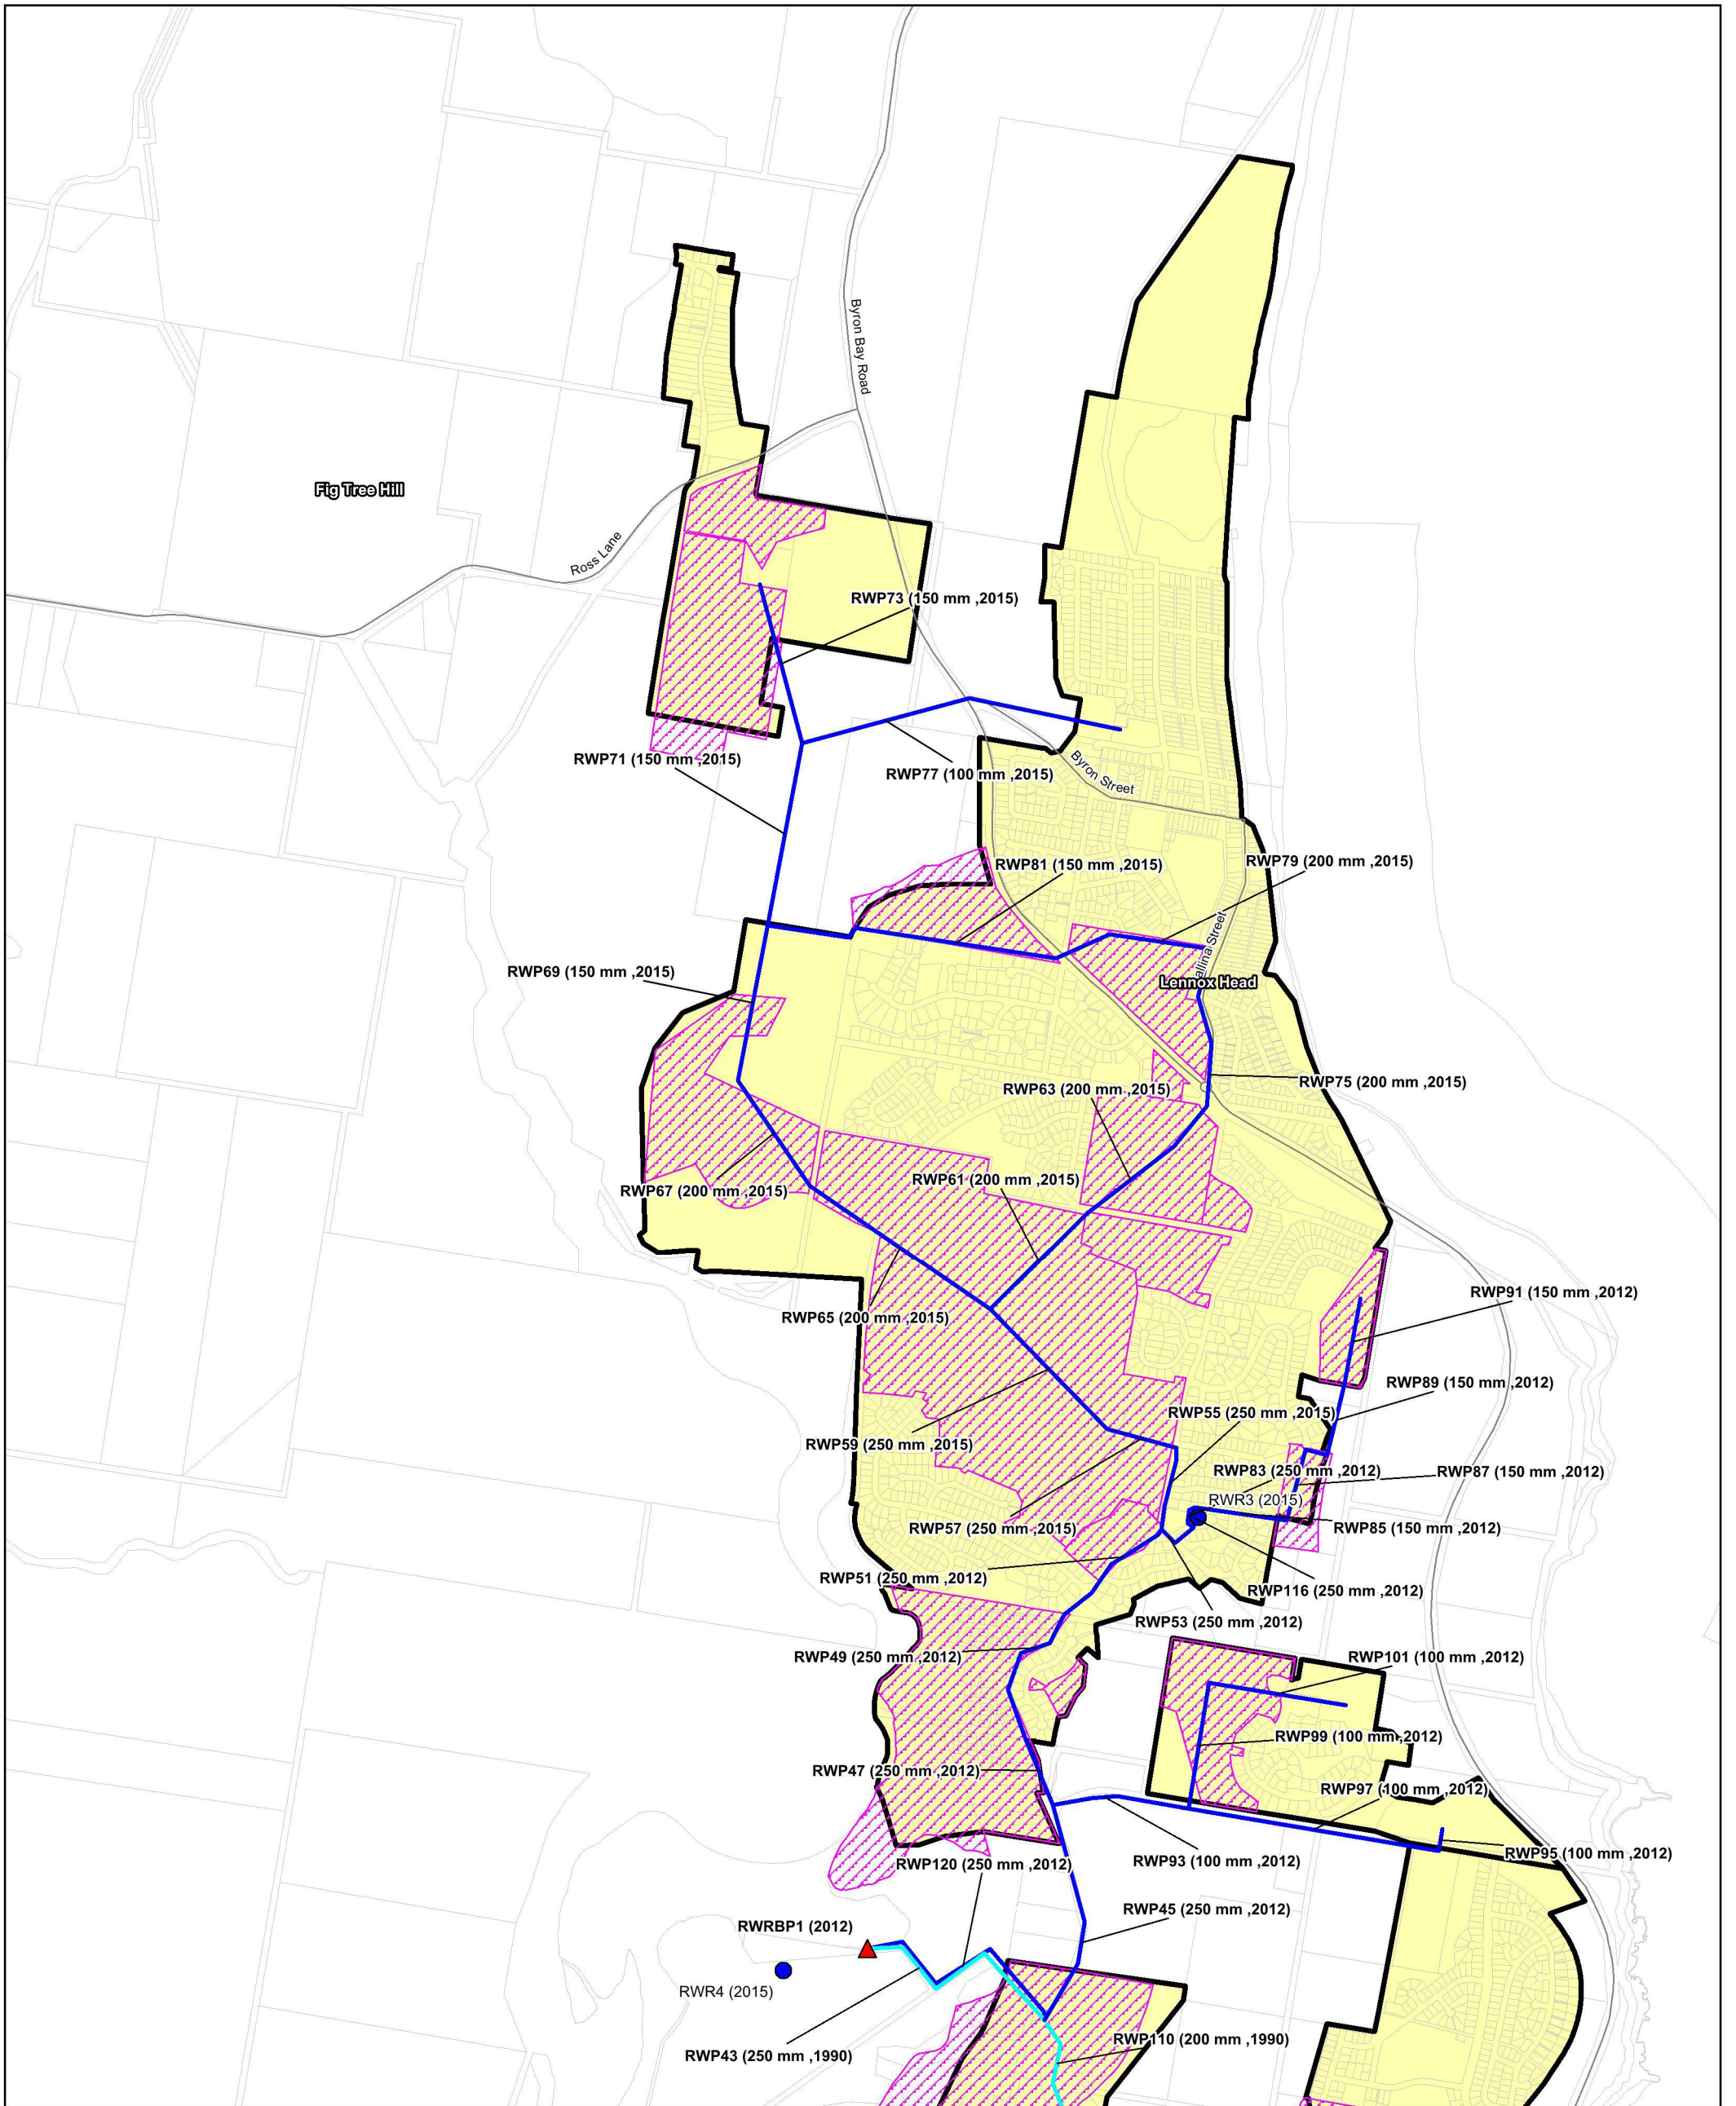 Byron Bay Road
Fig Tree Hill
Ross Lane
RWP73 (150 mm ,2015)
RWP71 (150 mm ,2015)
RWP77 (100 mm ,2015)
Byron Street
RWP81 (150 mm ,2015)
RWP79 (200 mm ,2015)
allina Street
RWP69 (150 mm ,2015)
Lennox Head
RWP75 (200 mm ,2015)
RWP63 (200 mm ,2015)
RWP61 (200 mm ,2015)
RWP67 (200 mm ,2015)
RWP91 (150 mm ,2012)
RWP65 (200 mm ,2015)
RWP89 (150 mm ,2012)
RWP55 (250 mm ,2015)
RWP59 (250 mm ,2015)
RWP83 (250 mm ,2012)
RWP87 (150 mm ,2012)
RWR3 (2015)
RWP57 (250 mm ,2015)
RWP85 (150 mm ,2012)
RWP51 (250 mm ,2012)
RWP116 (250 mm ,2012)
RWP53 (250 mm ,2012)
RWP49 (250 mm ,2012)
RWP101 (100 mm ,2012)
RWP99 (100 mm ,2012)
RWP47 (250 mm ,2012)
RWP97 (100 mm ,2012)
RWP95 (100 mm ,2012)
RWP120 (250 mm ,2012)
RWP93 (100 mm ,2012)
RWP45 (250 mm ,2012)
RWRBP1 (2012)
RWR4 (2015)
RWP110 (200 mm ,1990)
RWP43 (250 mm ,1990)